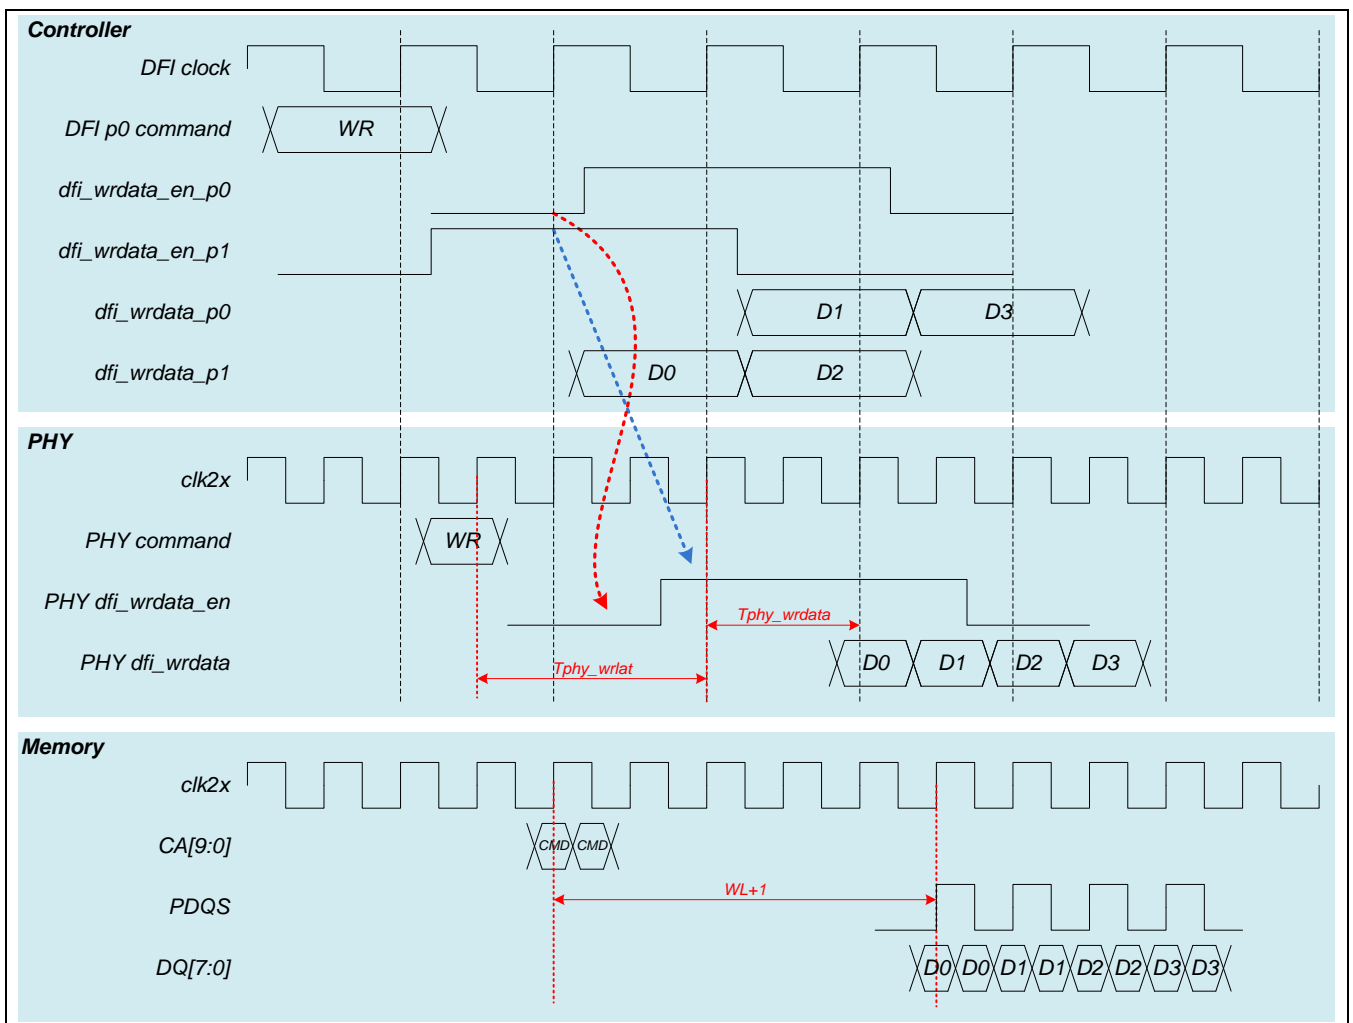 Controller
DFI clock
DFI p0 command WR
dfi_wrdata_en_p0
dfi_wrdata_en_p1
dfi_wrdata_p0 D1 D3
dfi_wrdata_p1 D0 D2
PHY
clk2x
PHY command WR
PHY dfi_wrdata_en
Tphy_wrdata
PHY dfi_wrdata D0 D1 D2 D3
Tphy_wrlat
Memory
clk2x
CA[9:0] CMD CMD
WL+1
PDQS
DQ[7:0] D0 D0 D1 D1 D2 D2 D3 D3